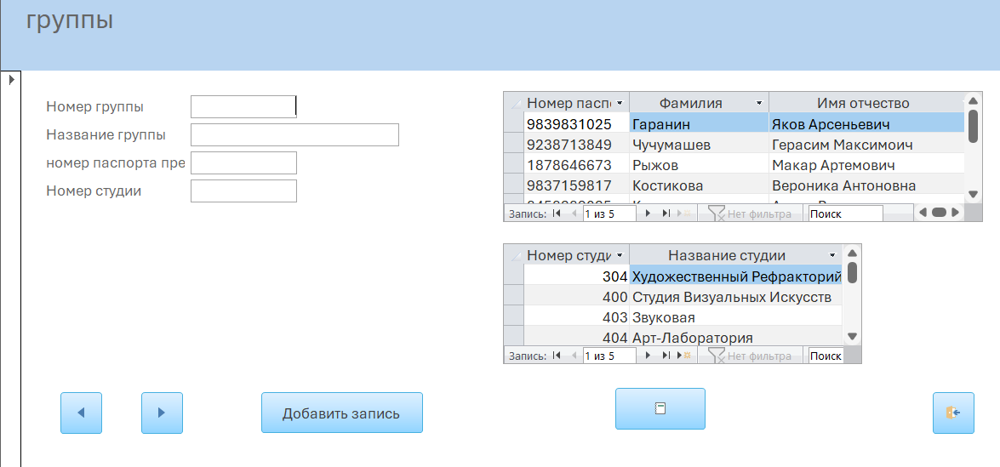 группы
Номер группы
Название группы
номер паспорта пре
Номер студии
Номер паспо Фамилия Имя отчество
9839831025 Гаранин Яков Арсеньевич
9238713849 Чучумашев Герасим Максимоич
1878646673 Рыжов Макар Артемович
9837159817 Костикова Вероника Антоновна
Запись: 1 из 5 Нет фильтра Поиск
Номер студи Название студии
304 Художественный Рефракторий
400 Студия Визуальных Искусств
403 Звуковая
404 Арт-Лаборатория
Запись: 1 из 5 Нет фильтра Поиск
Добавить запись